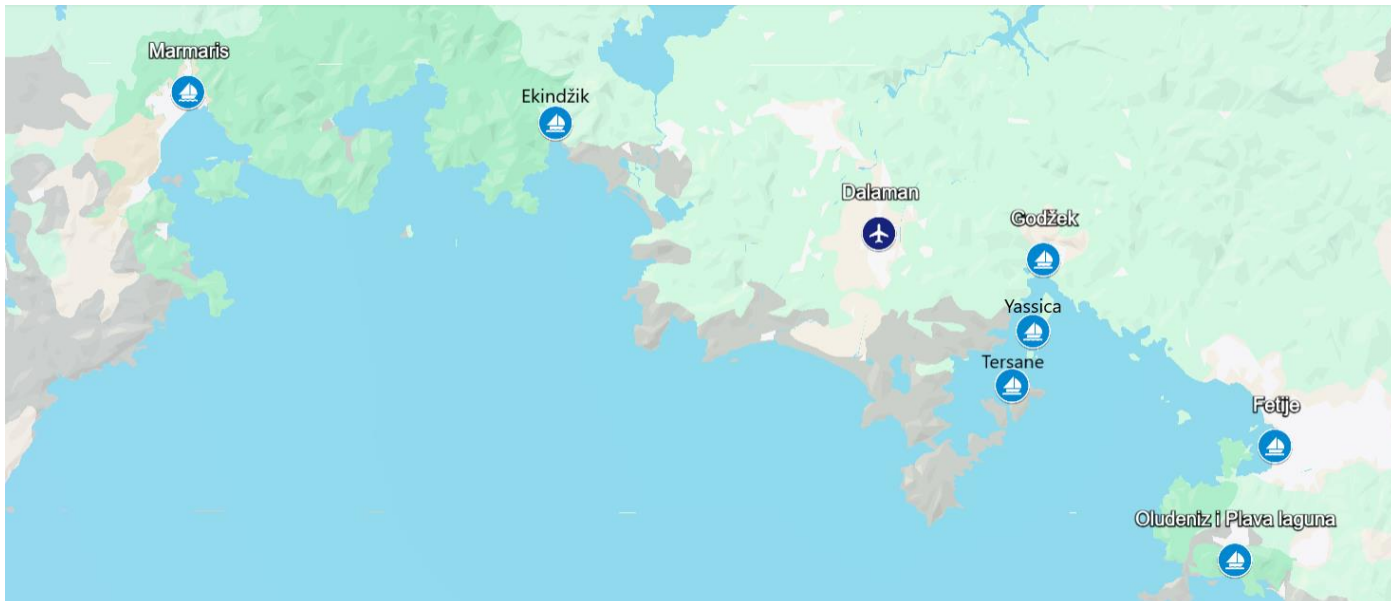 Marmaris
Ekindžik
Dalaman
Godžek
Yassica
Tersane
Fetije
Oludeniz i Plava laguna